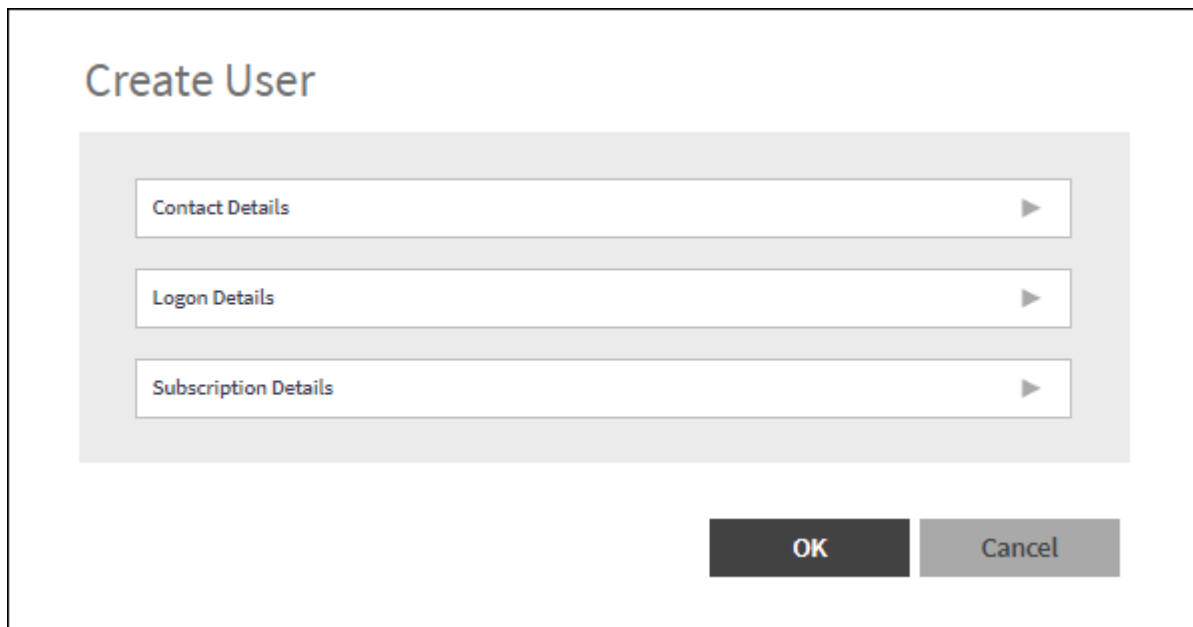 Create User
Contact Details
Logon Details
Subscription Details
OK
Cancel